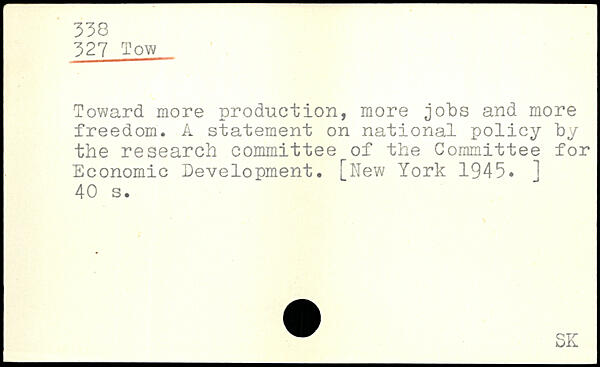 338
327 Tow
Toward more production, more jobs and more
freedom. A statement on national policy by
the research committee of the Committee for
Economic Development. [New York 1945. ]
40 s.
SK